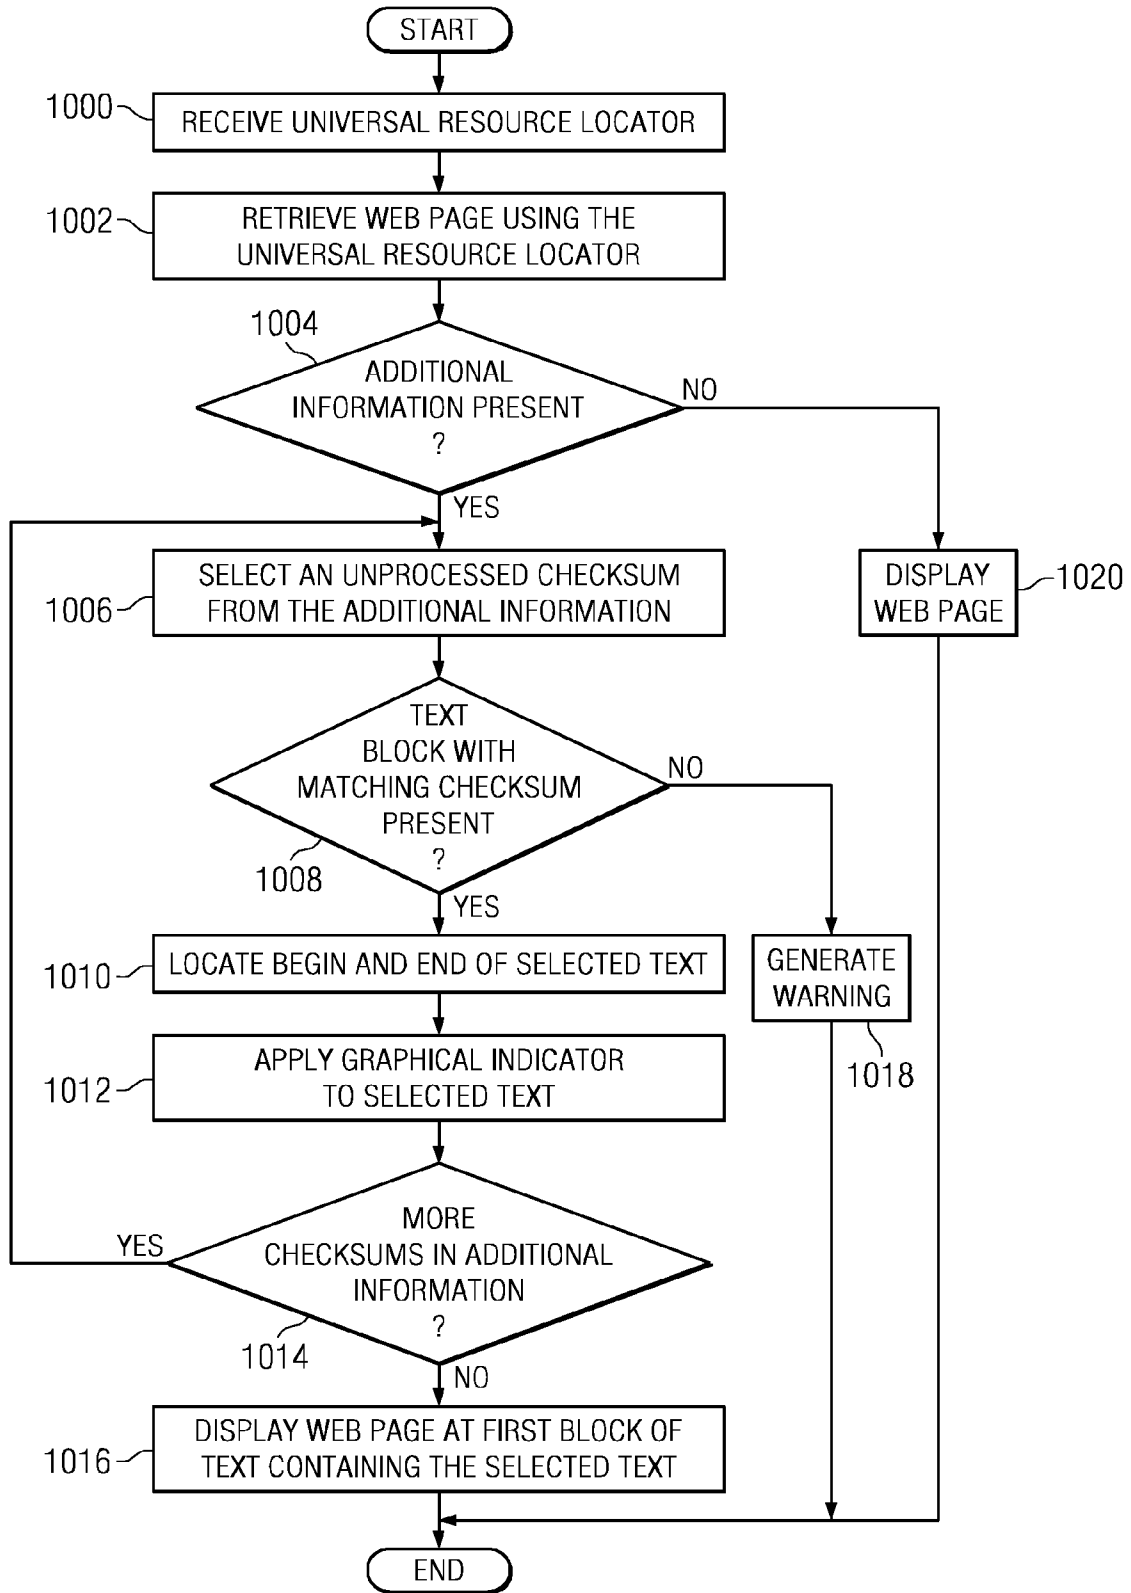 START
1000
RECEIVE UNIVERSAL RESOURCE LOCATOR
1002
RETRIEVE WEB PAGE USING THE
UNIVERSAL RESOURCE LOCATOR
1004
ADDITIONAL
INFORMATION PRESENT
?
NO
YES
1006
SELECT AN UNPROCESSED CHECKSUM
FROM THE ADDITIONAL INFORMATION
DISPLAY
WEB PAGE
1020
TEXT
BLOCK WITH
MATCHING CHECKSUM
PRESENT
?
1008
NO
YES
1010
LOCATE BEGIN AND END OF SELECTED TEXT
GENERATE
WARNING
1018
1012
APPLY GRAPHICAL INDICATOR
TO SELECTED TEXT
YES
MORE
CHECKSUMS IN ADDITIONAL
INFORMATION
?
1014
NO
1016
DISPLAY WEB PAGE AT FIRST BLOCK OF
TEXT CONTAINING THE SELECTED TEXT
END